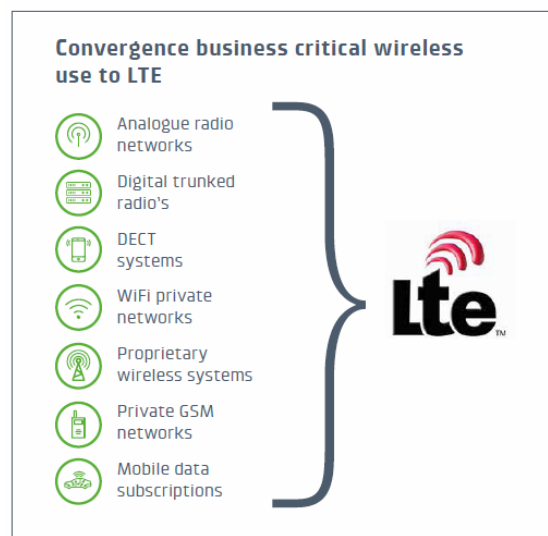 Convergence business critical wireless
use to LTE
Analogue radio
networks
Digital trunked
radio's
DECT
systems
WiFi private
networks
Proprietary
wireless systems
Private GSM
networks
Mobile data
subscriptions
Lte TM